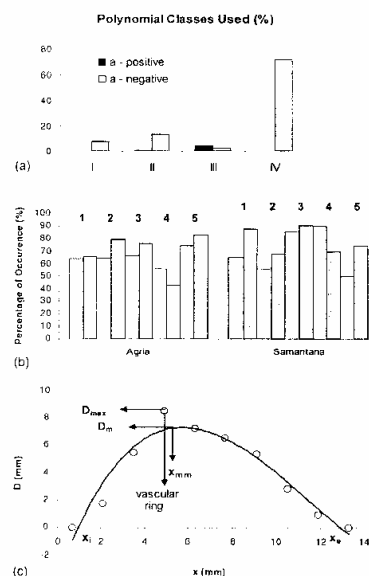 Polynomial Classes Used (%)
80
60
40
20
0
a - positive
a - negative
(a)
I II III IV
Percentage of Occurrence (%)
100
90
80
70
60
50
40
30
20
10
0
1 2 3 4 5 1 2 3 4 5
(b)
Agria Samantana
D [mm]
8
6
4
2
0
-2
Dmax
Dm
xmm
vascular
ring
xi
xe
0 2 4 6 8 10 12 14
(c)
x (mm)